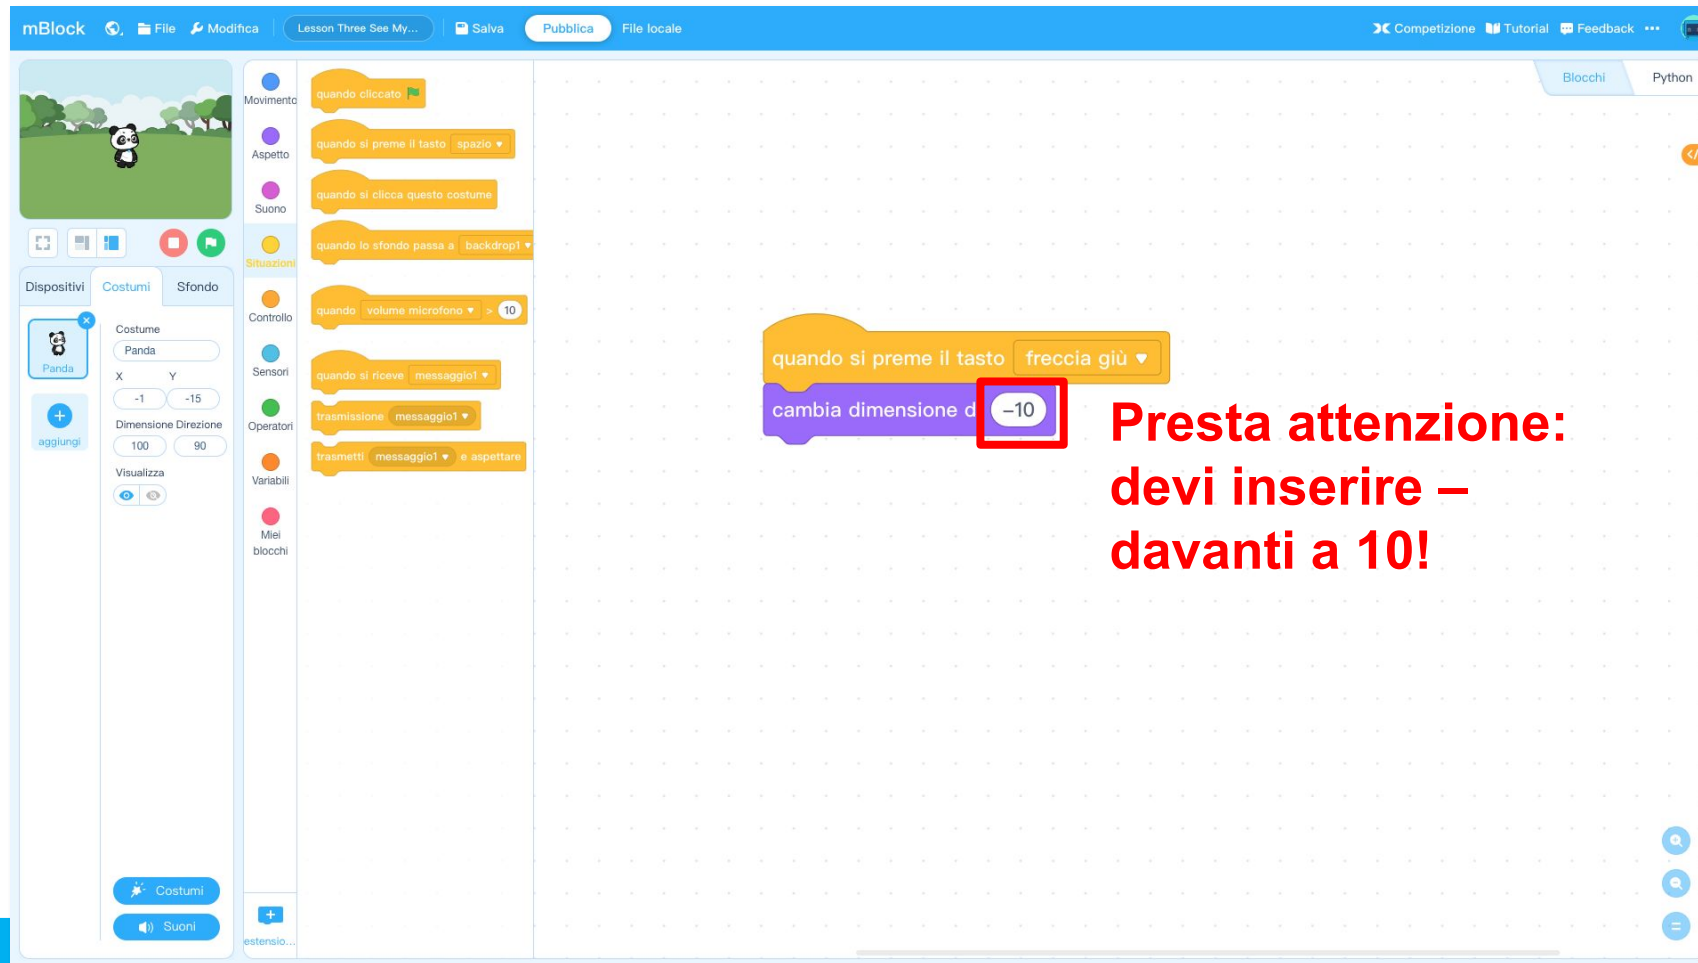 mBlock File Modifica Lesson Three See My... Salva Pubblica File locale Competizione Tutorial Feedback
Blocchi Python
Movimento
Aspetto
Suono
Situazioni
Controllo
Sensori
Operatori
Variabili
Miei
blocchi
estensio...
quando cliccato
quando si preme il tasto spazio
quando si clicca questo costume
quando lo sfondo passa a backdrop1
quando volume microfono > 10
quando si riceve messaggio1
trasmissione messaggio1
trasmetti messaggio1 e aspettare
Dispositivi Costumi Sfondo
Panda
aggiungi
Costume
Panda
X Y
-1 -15
Dimensione Direzione
100 90
Visualizza
Costumi
Suoni
quando si preme il tasto freccia giù
cambia dimensione d –10
Presta attenzione:
devi inserire –
davanti a 10!